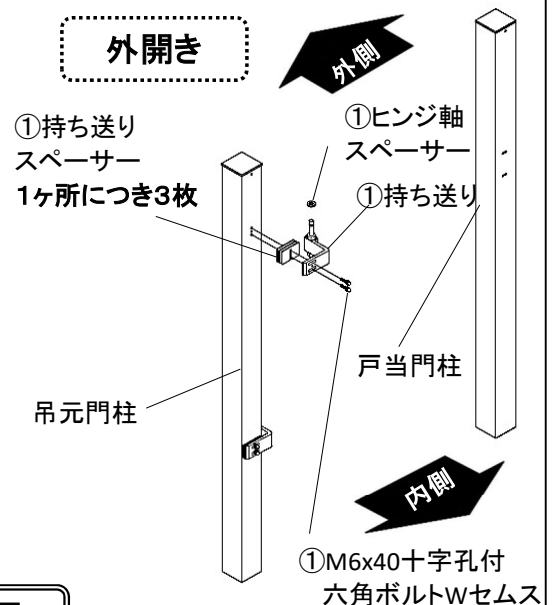 外開き
外側
①持ち送り
スペーサー
1ヶ所につき3枚
①ヒンジ軸
スペーサー
①持ち送り
戸当門柱
吊元門柱
内側
①M6x40十字孔付
六角ボルトWセムス